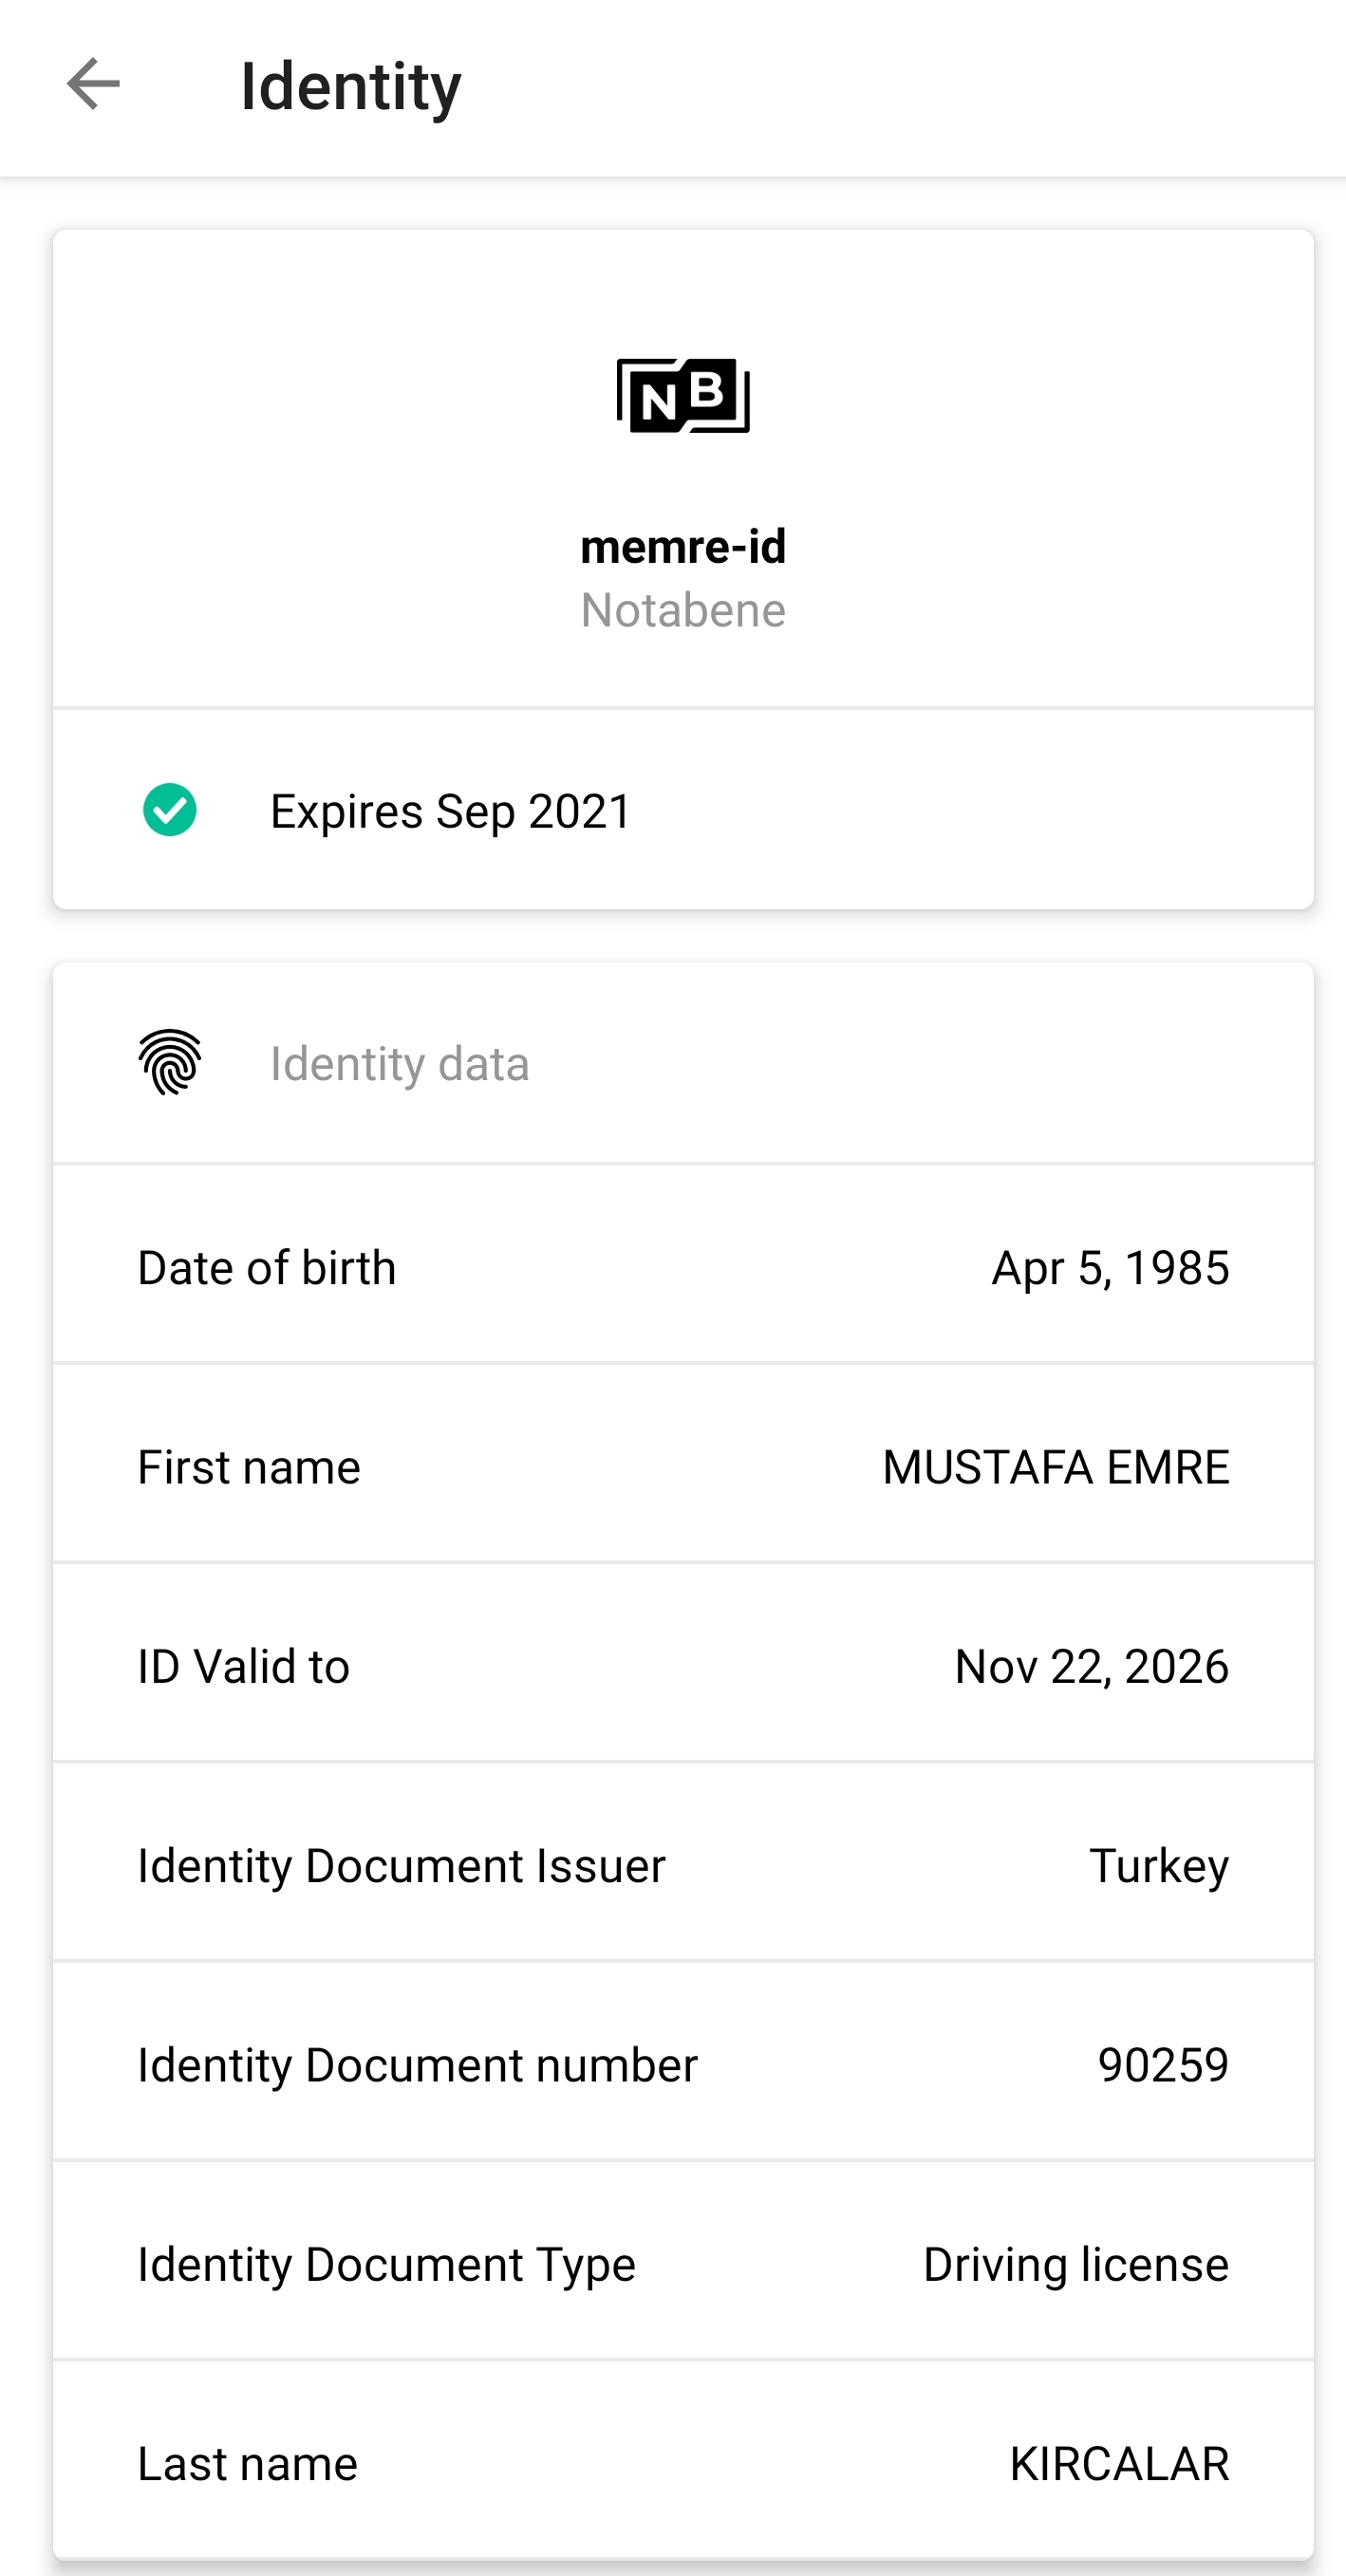 Identity
NB
memre-id
Notabene
Expires Sep 2021
Identity data
Date of birth Apr 5, 1985
First name MUSTAFA EMRE
ID Valid to Nov 22, 2026
Identity Document Issuer Turkey
Identity Document number 90259
Identity Document Type Driving license
Last name KIRCALAR